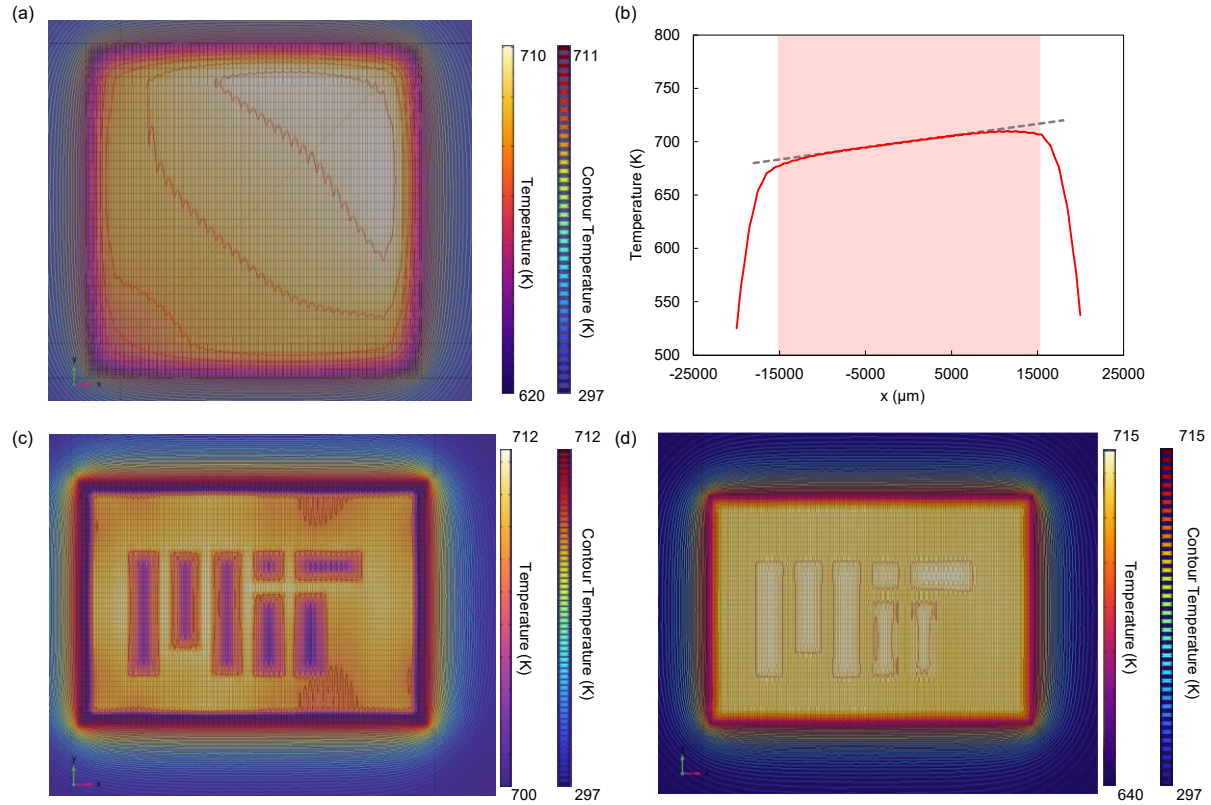 (a)
710
711
Temperature (K)
Contour Temperature (K)
620
297
y
x
(b)
800
750
700
650
600
550
500
Temperature (K)
-25000
-15000
-5000
5000
15000
25000
x (µm)
(c)
712
712
Temperature (K)
Contour Temperature (K)
700
297
y
x
(d)
715
715
Temperature (K)
Contour Temperature (K)
640
297